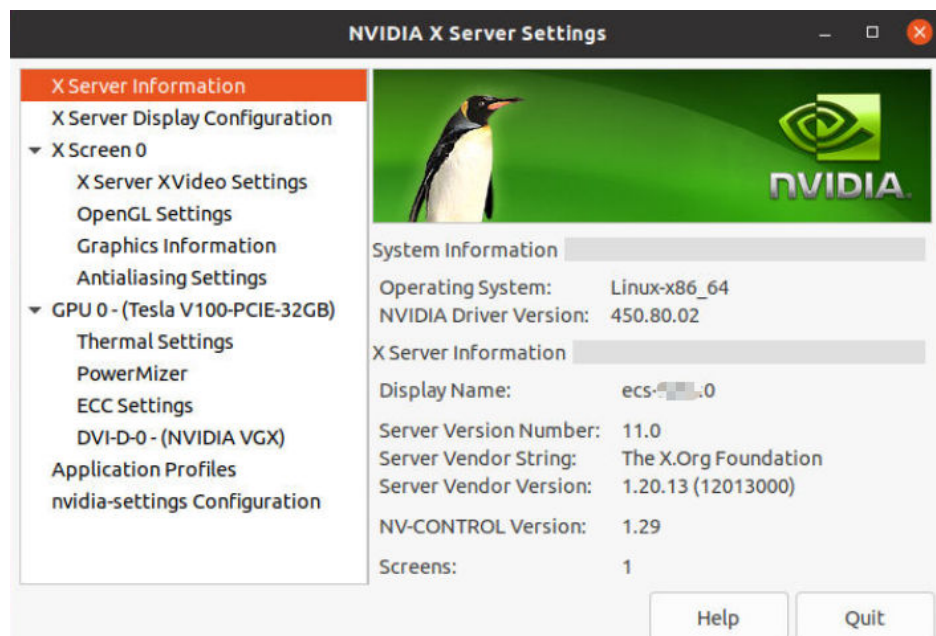 NVIDIA X Server Settings
X Server Information
X Server Display Configuration
X Screen 0
X Server XVideo Settings
OpenGL Settings
Graphics Information
Antialiasing Settings
GPU 0 - (Tesla V100-PCIE-32GB)
Thermal Settings
PowerMizer
ECC Settings
DVI-D-0 - (NVIDIA VGX)
Application Profiles
nvidia-settings Configuration
NVIDIA.
System Information
Operating System: Linux-x86_64
NVIDIA Driver Version: 450.80.02
X Server Information
Display Name: ecs- :0
Server Version Number: 11.0
Server Vendor String: The X.Org Foundation
Server Vendor Version: 1.20.13 (12013000)
NV-CONTROL Version: 1.29
Screens: 1
Help Quit